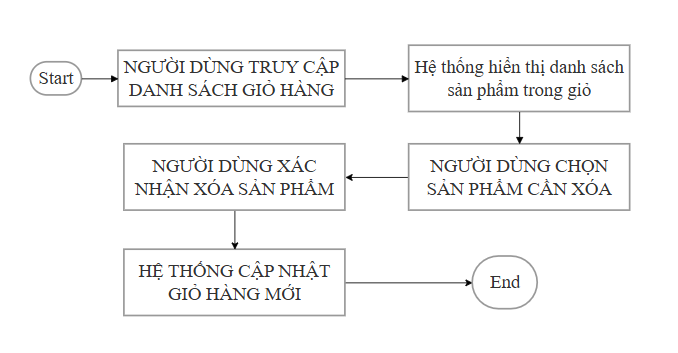 Start
NGƯỜI DÙNG TRUY CẬP
DANH SÁCH GIỎ HÀNG
Hệ thống hiển thị danh sách
sản phẩm trong giỏ
NGƯỜI DÙNG CHỌN
SẢN PHẨM CẦN XÓA
NGƯỜI DÙNG XÁC
NHẬN XÓA SẢN PHẨM
HỆ THỐNG CẬP NHẬT
GIỎ HÀNG MỚI
End